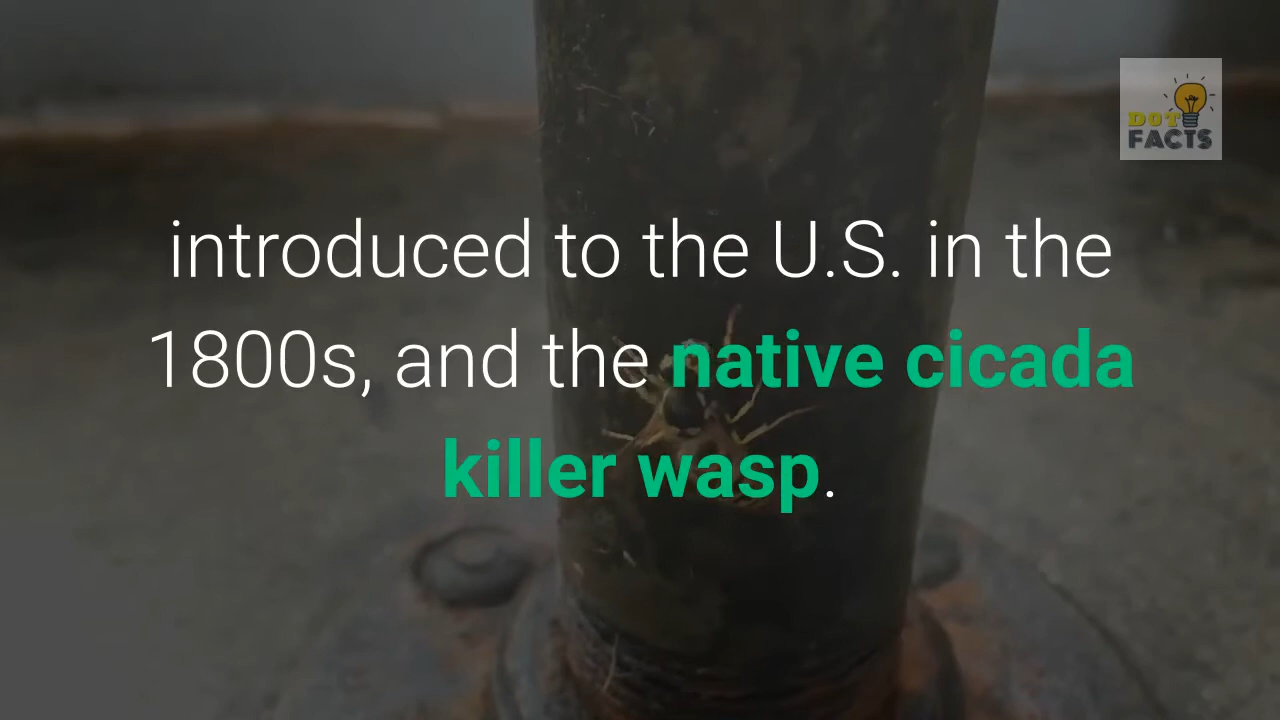 DOT
FACTS
introduced to the U.S. in the
1800s, and the native cicada
killer wasp.